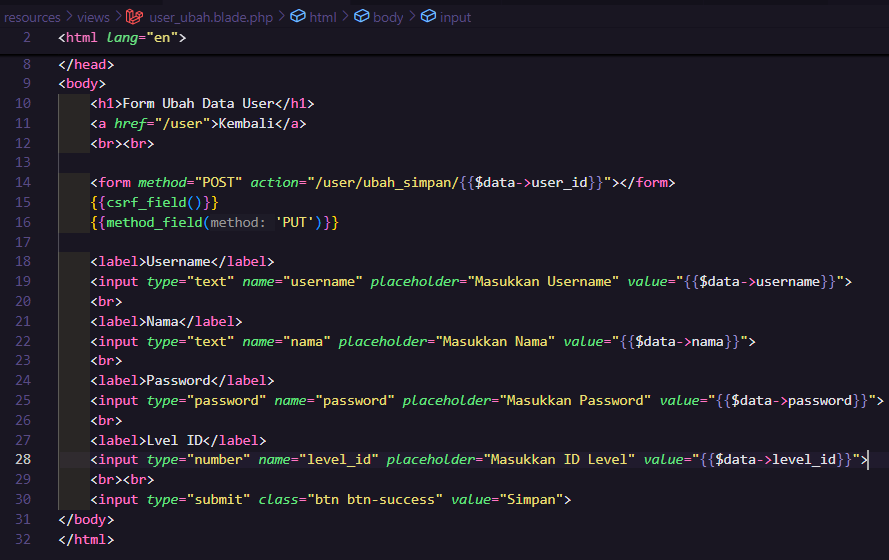 resources > views > user_ubah.blade.php > html > body > input
2 <html lang="en">
8 </head>
9 <body>
10 <h1>Form Ubah Data User</h1>
11 <a href="/user">Kembali</a>
12 <br><br>
13
14 <form method="POST" action="/user/ubah_simpan/{{$data->user_id}}"></form>
15 {{csrf_field()}}
16 {{method_field(method: 'PUT')}}
17
18 <label>Username</label>
19 <input type="text" name="username" placeholder="Masukkan Username" value="{{$data->username}}">
20 <br>
21 <label>Nama</label>
22 <input type="text" name="nama" placeholder="Masukkan Nama" value="{{$data->nama}}">
23 <br>
24 <label>Password</label>
25 <input type="password" name="password" placeholder="Masukkan Password" value="{{$data->password}}">
26 <br>
27 <label>Lvel ID</label>
28 <input type="number" name="level_id" placeholder="Masukkan ID Level" value="{{$data->level_id}}">
29 <br><br>
30 <input type="submit" class="btn btn-success" value="Simpan">
31 </body>
32 </html>